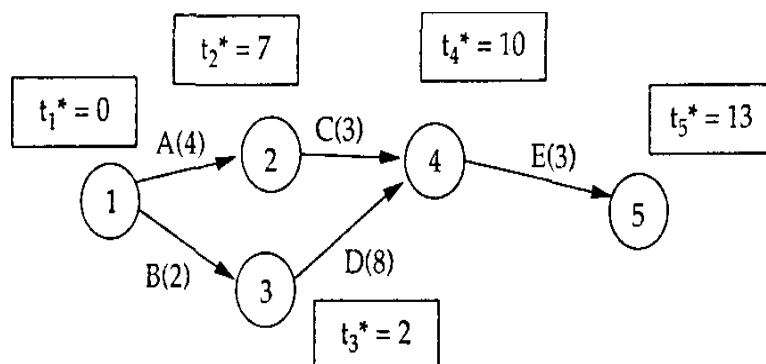 t₂* = 7
t₄* = 10
t₁* = 0
t₅* = 13
A(4)
C(3)
E(3)
2
4
1
5
B(2)
D(8)
3
t₃* = 2